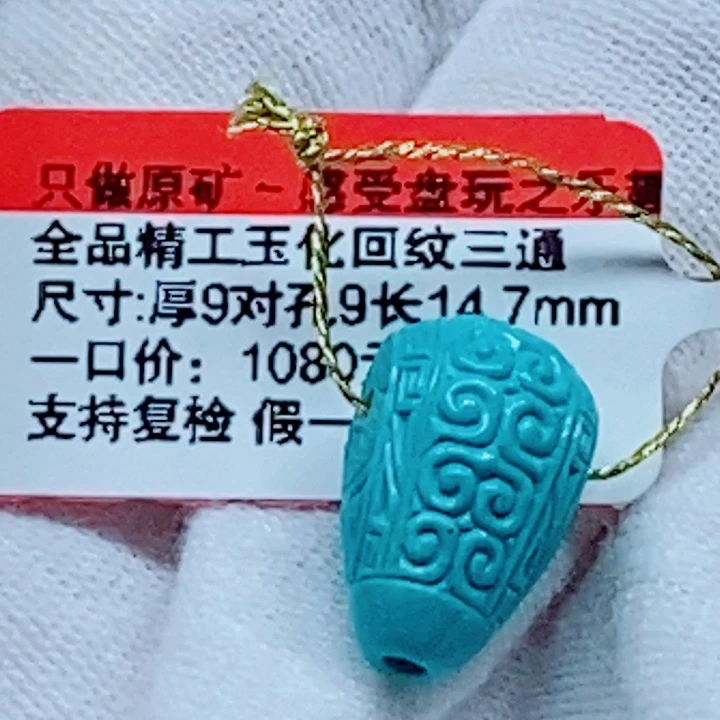 只做原矿~感受盘玩之乐
全品精工玉化回纹三通
尺寸:厚9对孔9长14.7mm
一口价：1080
支持复检 假一